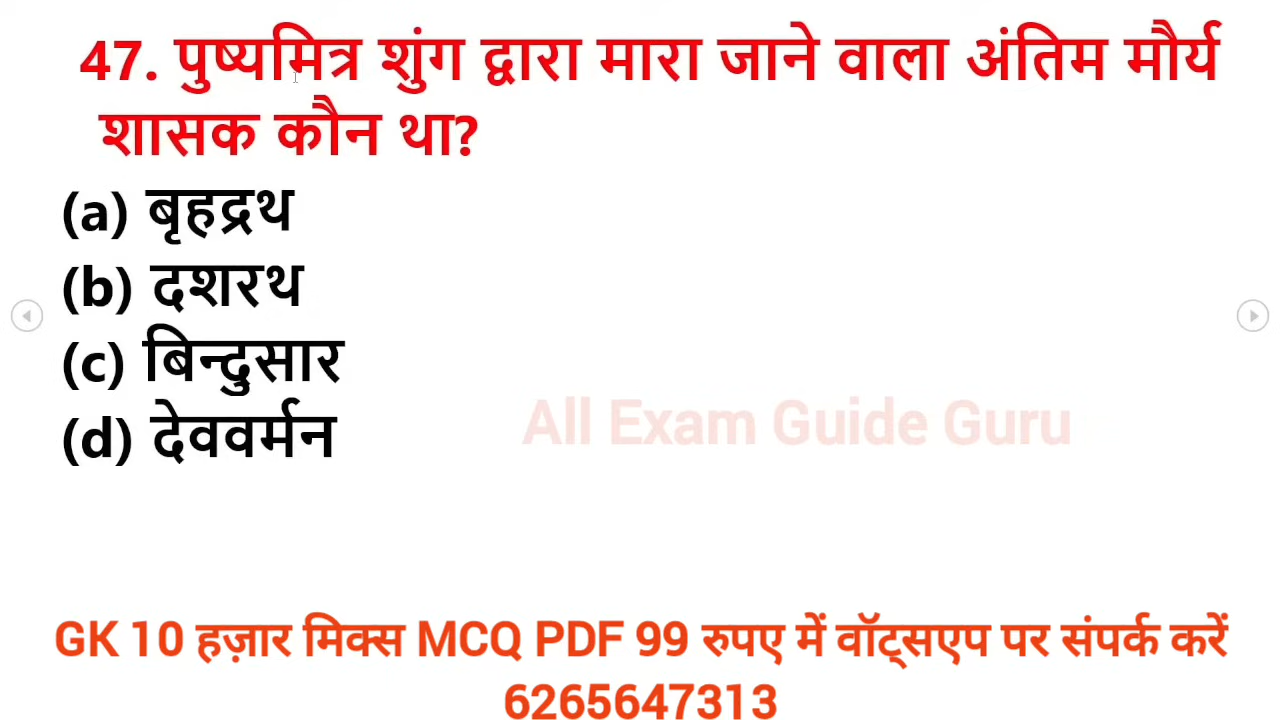 47. पुष्यमित्र शुंग द्वारा मारा जाने वाला अंतिम मौर्य
शासक कौन था?
(a) बृहद्रथ
(b) दशरथ
(c) बिन्दुसार
(d) देववर्मन
All Exam Guide Guru
GK 10 हज़ार मिक्स MCQ PDF 99 रुपए में वॉट्सएप पर संपर्क करें
6265647313